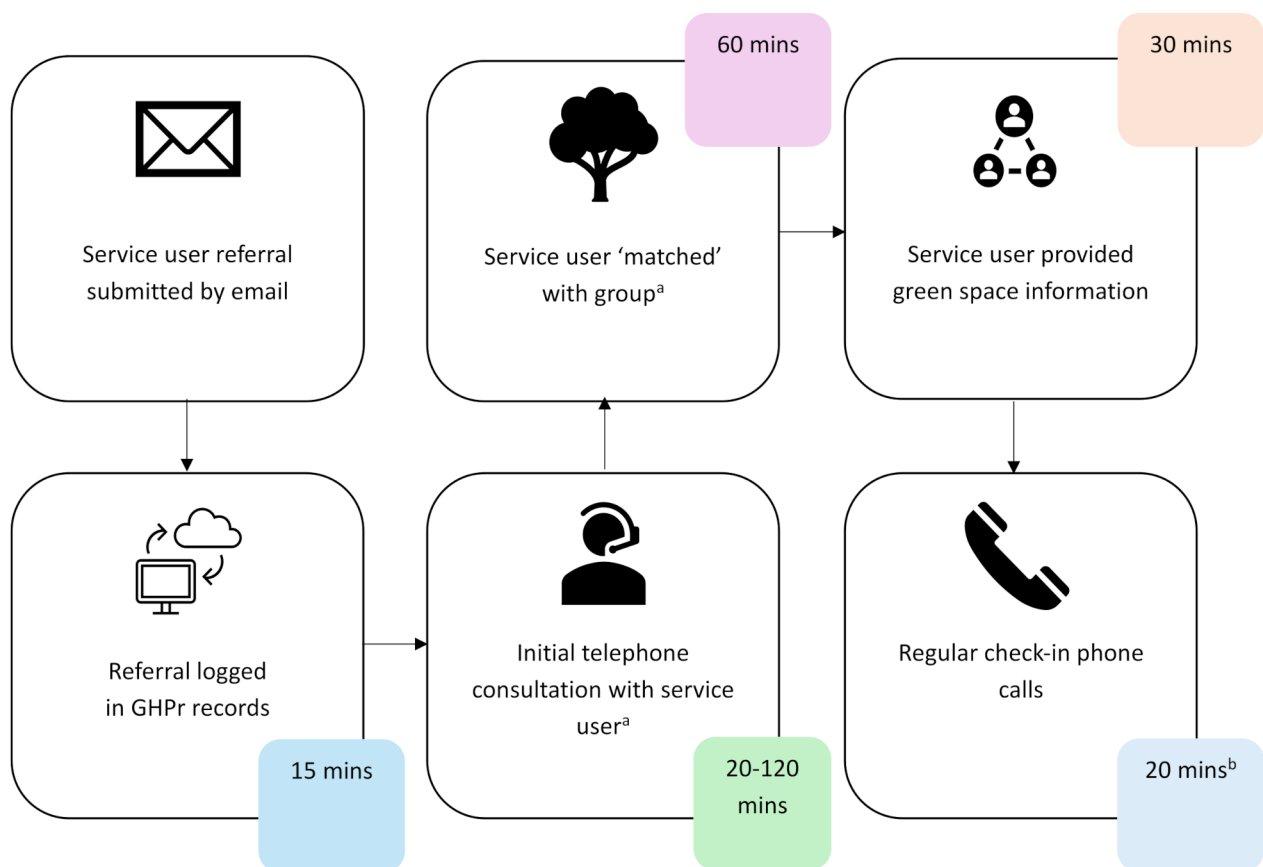 Service user referral
submitted by email
Referral logged
in GHPr records
15 mins
Initial telephone
consultation with service
userᵃ
20-120
mins
Service user ‘matched’
with groupᵃ
60 mins
Service user provided
green space information
30 mins
Regular check-in phone
calls
20 minsᵇ